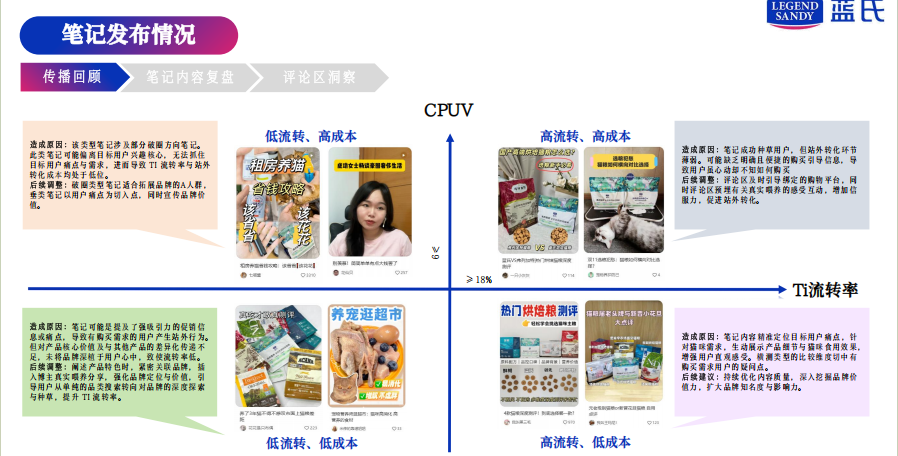 LEGEND
SANDY
蓝氏
笔记发布情况
传播回顾
笔记内容复盘
评论区洞察
CPUV
低流转、高成本
高流转、高成本
造成原因：该类型笔记涉及部分破圈方向笔记。
此类笔记可能偏离目标用户兴趣核心，无法抓住
目标用户痛点与需求，进而导致 TI 流转率与站外
转化成本均处于低位。
后续调整：破圈类型笔记适合拓展品牌的A人群，
垂类笔记以用户痛点为切入点，同时宣传品牌价
值。
租房养猫
省钱攻略
该省省
该花花
造成原因：笔记成功种草用户，但站外转化环节
薄弱。可能缺乏明确且便捷的购买引导信息，导
致用户虽心动却不知如何购买
后续调整：评论区及时引导绑定的购物平台，同
时评论区预埋有关真实喂养的感受互动，增加信
服力，促进站外转化。
VS
≥18%
Ti流转率
造成原因：笔记可能是提及了强吸引力的促销信
息或痛点，导致有购买需求的用户产生站外行为。
但对产品核心价值及与其他产品的差异化传递不
足，未将品牌深植于用户心中，致使流转率低。
后续调整：阐述产品特色时，紧密关联品牌，插
入博主真实喂养分享，强化品牌定位与价值，引
导用户从单纯的品类搜索转向对品牌的深度探索
与种草，提升 TI 流转率。
养宠逛超市
热门烘焙粮测评
造成原因：笔记内容精准定位目标用户痛点，针
对猫咪需求，生动展示产品细节与猫咪食用效果，
增强用户直观感受。横测类型的比较维度切中有
购买需求用户的疑问点。
后续建议：持续优化内容质量，深入挖掘品牌价值
力，扩大品牌知名度与影响力。
低流转、低成本
高流转、低成本